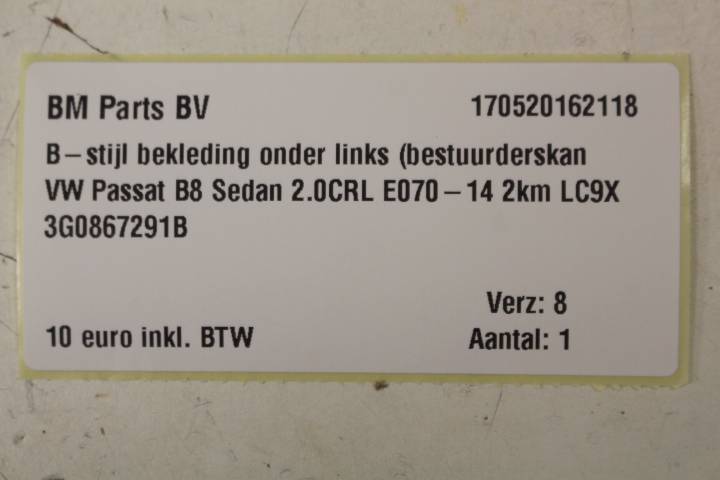 BM Parts BV 170520162118
B-stijl bekleding onder links (bestuurderskan
VW Passat B8 Sedan 2.0CRL E070-14 2km LC9X
3G0867291B
Verz: 8
10 euro inkl. BTW Aantal: 1